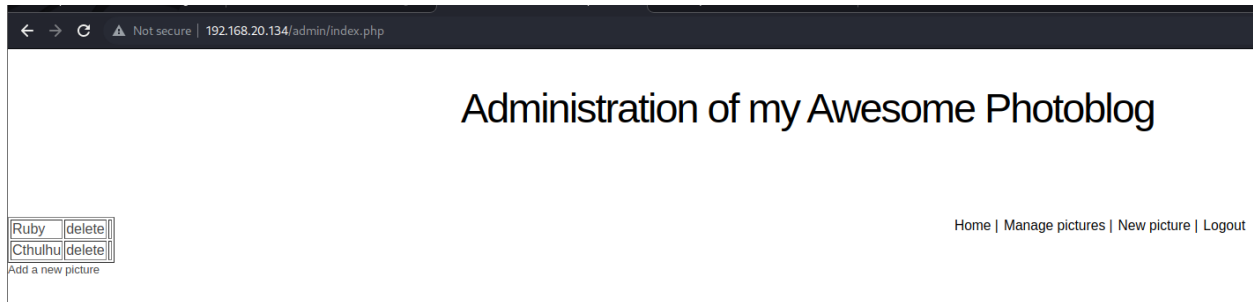 Not secure | 192.168.20.134/admin/index.php
Administration of my Awesome Photoblog
Home | Manage pictures | New picture | Logout
Ruby delete
Cthulhu delete
Add a new picture